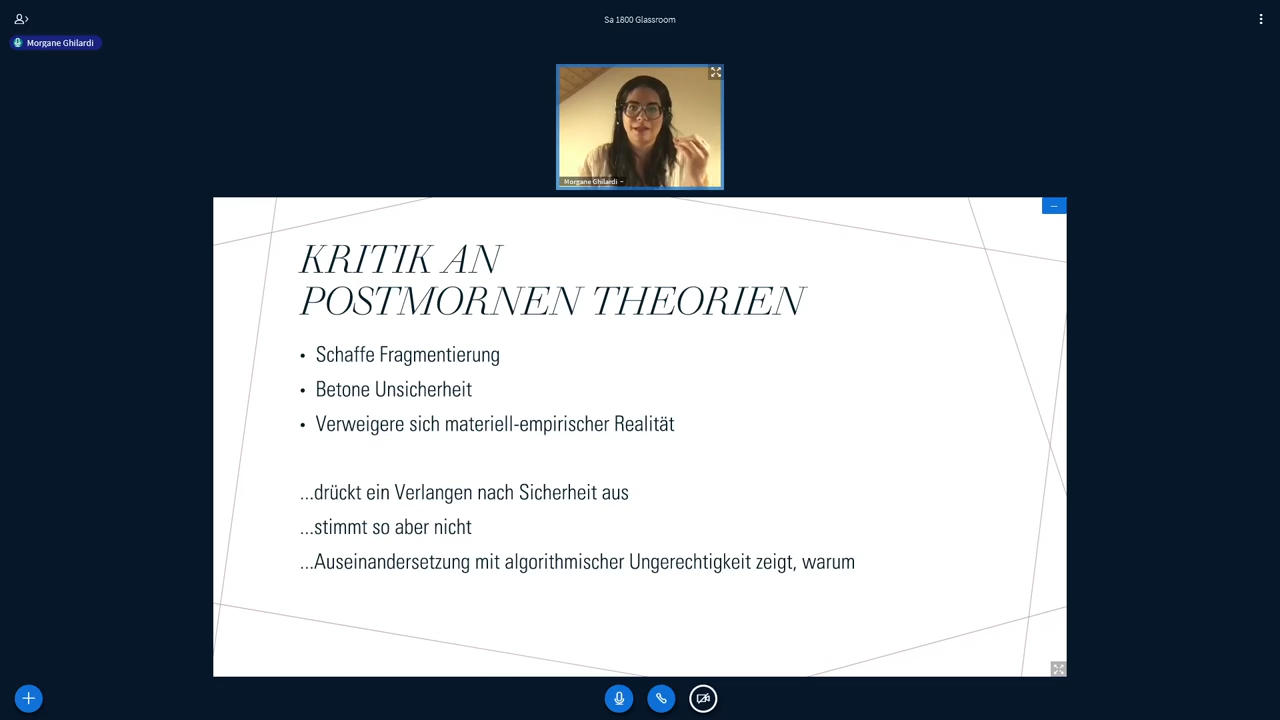 Sa 1800 Glassroom
Morgane Ghilardi
Morgane Ghilardi
KRITIK AN
POSTMORNEN THEORIEN
• Schaffe Fragmentierung
• Betone Unsicherheit
• Verweigere sich materiell-empirischer Realität
...drückt ein Verlangen nach Sicherheit aus
...stimmt so aber nicht
...Auseinandersetzung mit algorithmischer Ungerechtigkeit zeigt, warum